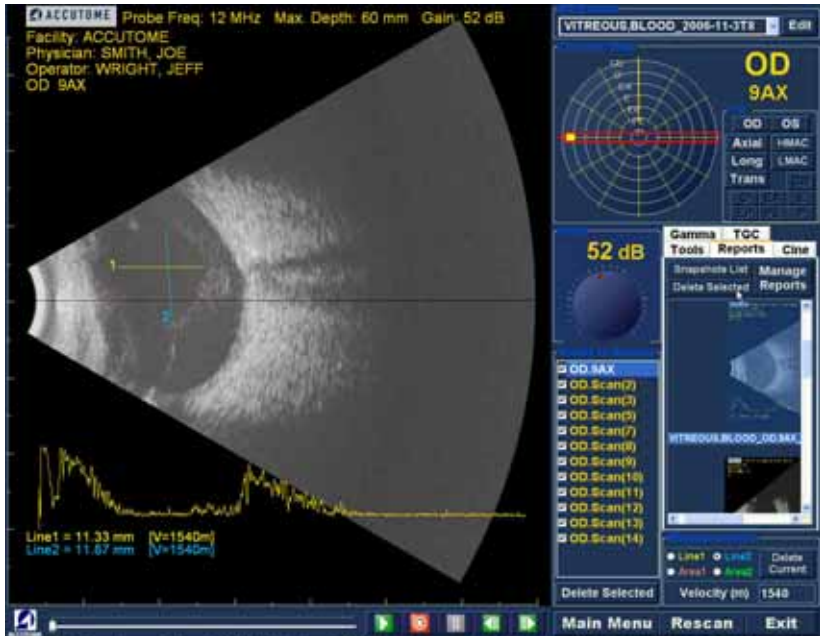 ACCUTOME Probe Freq: 12 MHz Max. Depth: 60 mm Gain: 52 dB
Facility: ACCUTOME
Physician: SMITH, JOE
Operator: WRIGHT, JEFF
OD 9AX
1
2
Line1 = 11.33 mm [V=1540m]
Line2 = 11.67 mm [V=1540m]
VITREOUS,BLOOD_2006-11-3T8 Edit
OD
9AX
OD OS
Axial HMAC
Long LMAC
Trans
52 dB
Gamma TGC
Tools Reports Cine
Snapshots List Manage Reports
Delete Selected
VITREOUS,BLOOD_OD.9AX_
OD.9AX
OD.Scan(2)
OD.Scan(3)
OD.Scan(5)
OD.Scan(7)
OD.Scan(8)
OD.Scan(9)
OD.Scan(10)
OD.Scan(11)
OD.Scan(12)
OD.Scan(13)
OD.Scan(14)
Delete Selected
Line1 Line2 Delete Current
Area1 Area2
Velocity (m) 1540
Main Menu Rescan Exit